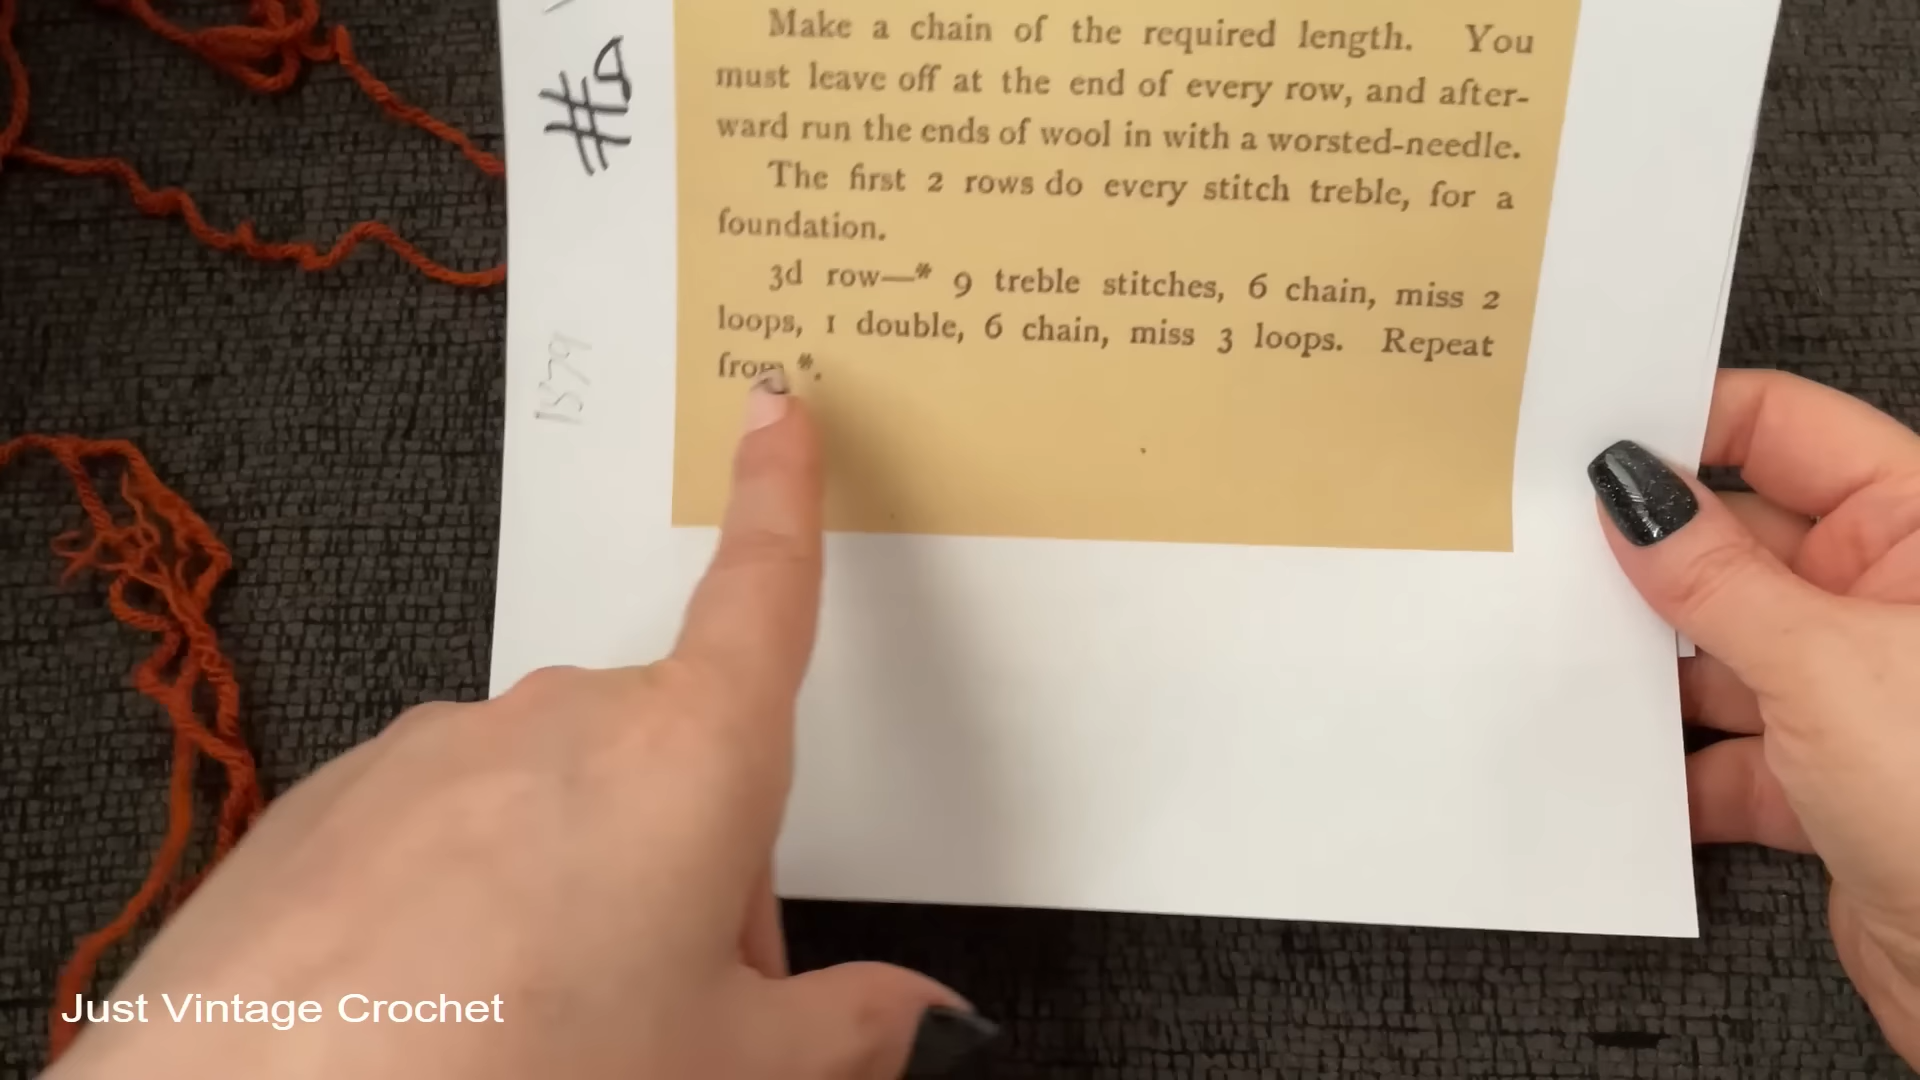 Make a chain of the required length. You
must leave off at the end of every row, and after-
ward run the ends of wool in with a worsted-needle.
The first 2 rows do every stitch treble, for a
foundation.
3d row—* 9 treble stitches, 6 chain, miss 2
loops, 1 double, 6 chain, miss 3 loops. Repeat
from *.
1879
Just Vintage Crochet